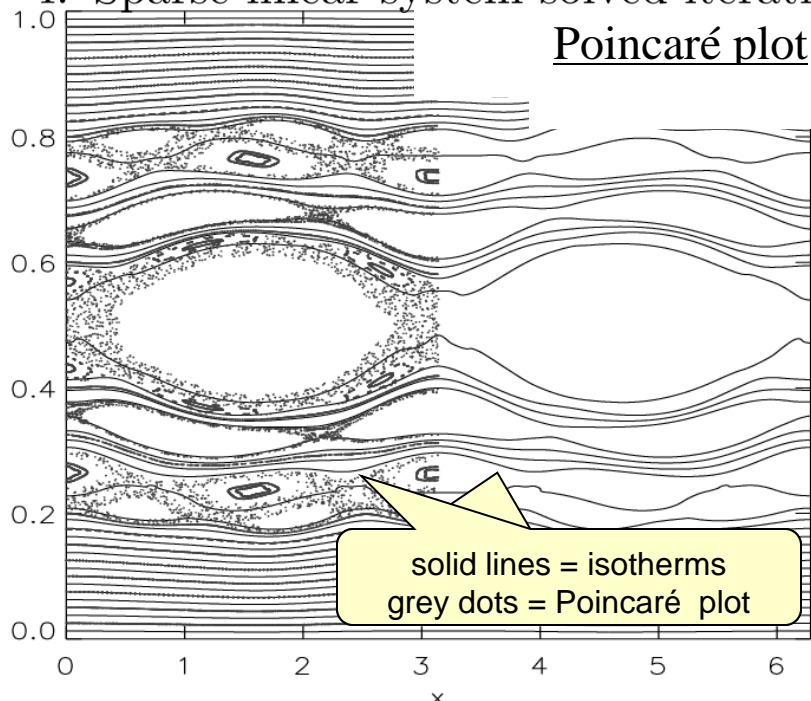 Poincaré plot
1.0
0.8
0.6
0.4
0.2
0.0
0 1 2 3 4 5 6
x
solid lines = isotherms
grey dots = Poincaré plot